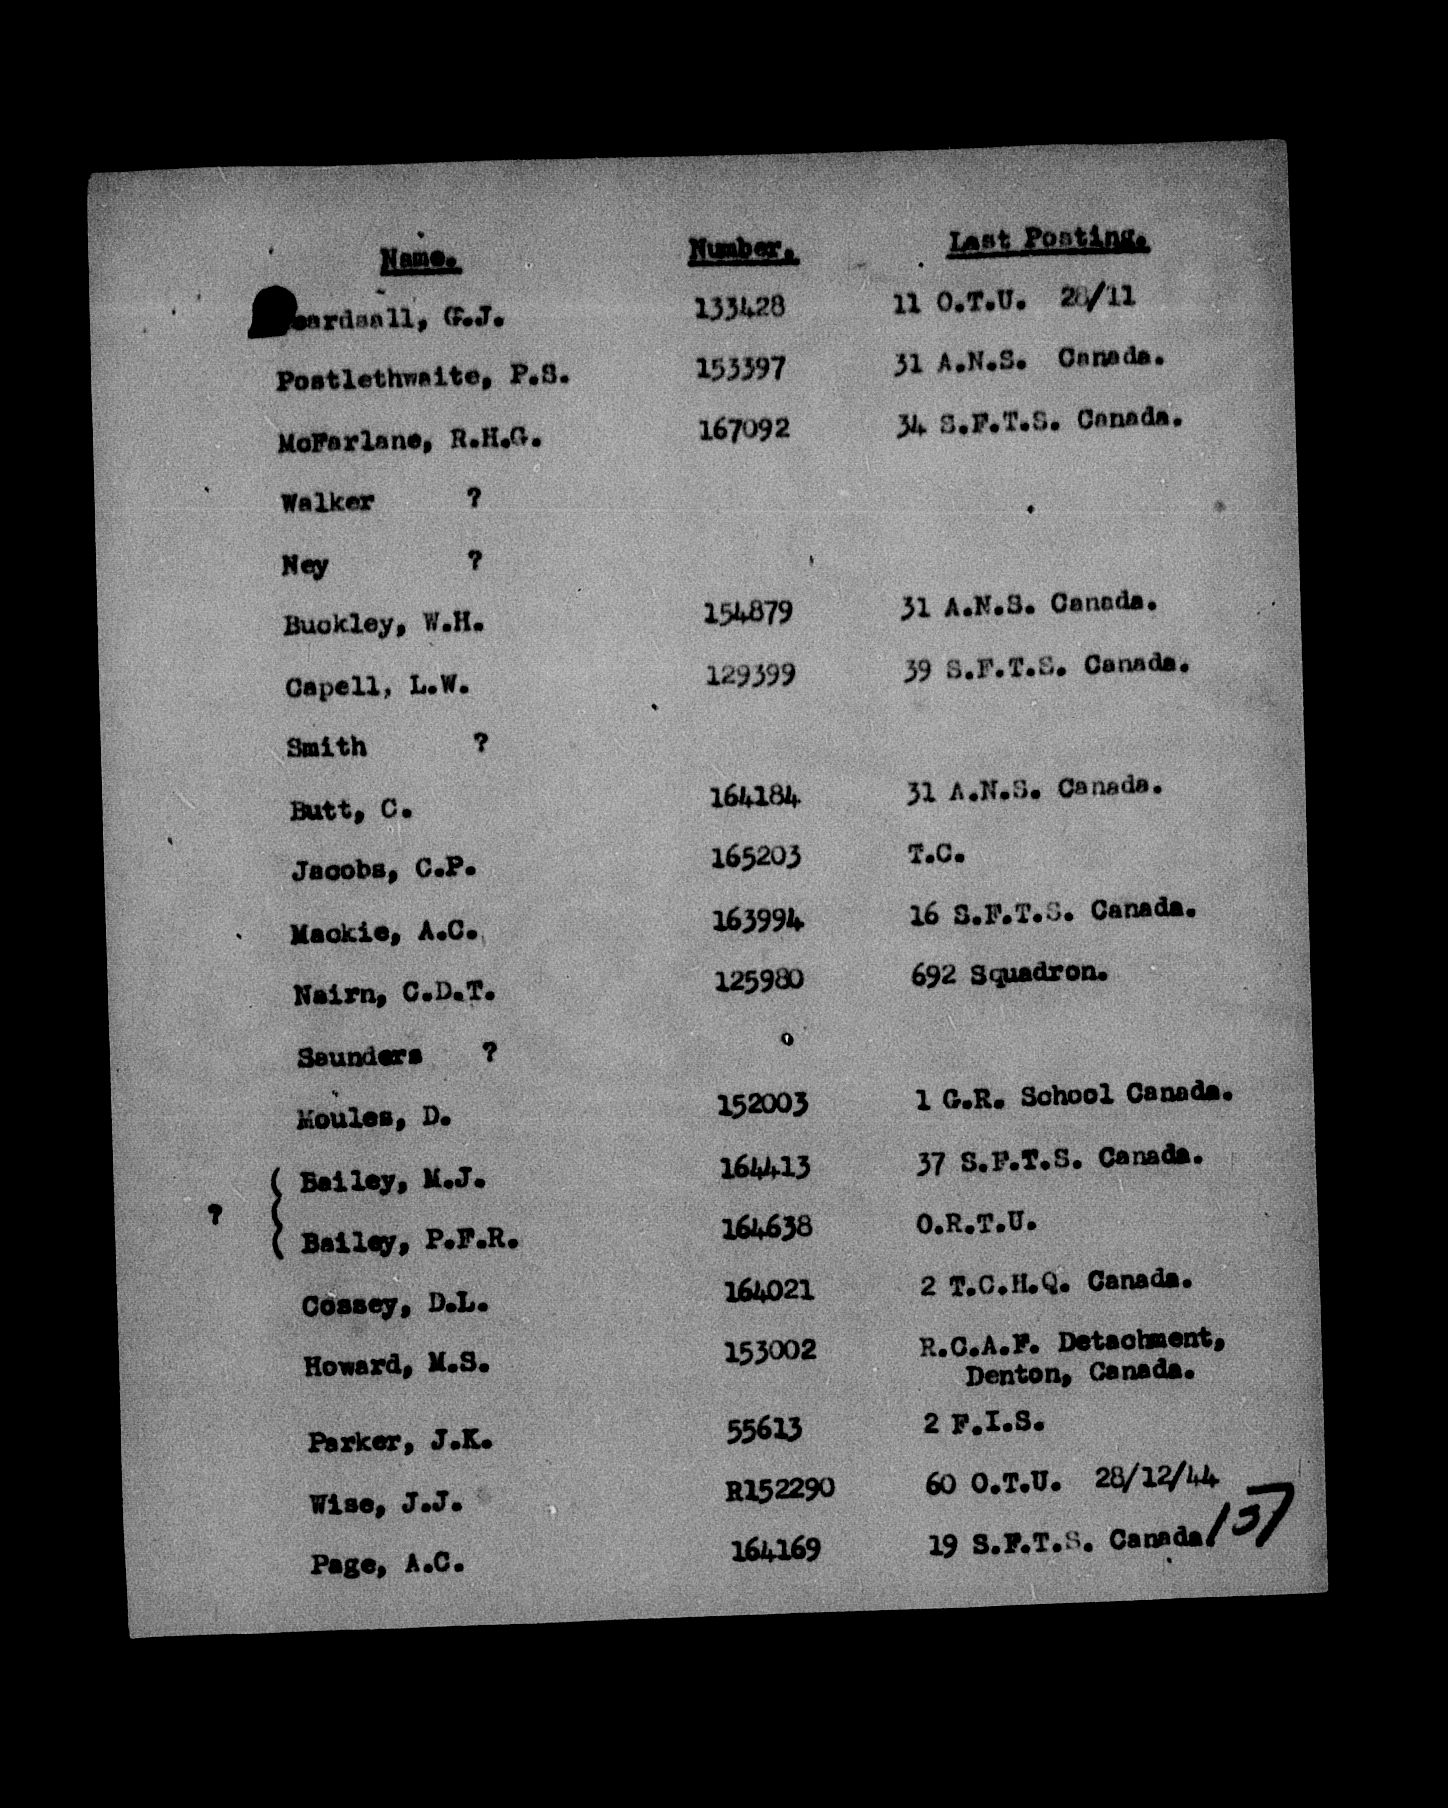 Name. Number. Last Posting.
eardsall, G.J. 133428 11 O.T.U. 28/11
Postlethwaite, P.S. 153397 31 A.N.S. Canada.
McFarlane, R.H.G. 167092 34 S.F.T.S. Canada.
Walker ?
Ney ?
Buckley, W.H. 154879 31 A.N.S. Canada.
Capell, L.W. 129399 39 S.F.T.S. Canada.
Smith ?
Butt, C. 164184 31 A.N.S. Canada.
Jacobs, C.P. 165203 T.C.
Mackie, A.C. 163994 16 S.F.T.S. Canada.
Nairn, C.D.T. 125980 692 Squadron.
Saunders ?
Moules, D. 152003 1 G.R. School Canada.
Bailey, M.J. 164413 37 S.F.T.S. Canada.
? {
Bailey, P.F.R. 164638 O.R.T.U.
Cossey, D.L. 164021 2 T.C.H.Q. Canada.
Howard, M.S. 153002 R.C.A.F. Detachment,
Denton, Canada.
Parker, J.K. 55613 2 F.I.S.
Wise, J.J. R152290 60 O.T.U. 28/12/44
Page, A.C. 164169 19 S.F.T.S. Canada.
137